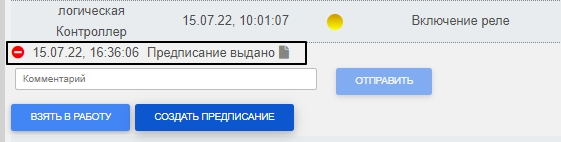 логическая
Контроллер
15.07.22, 10:01:07
Включение реле
15.07.22, 16:36:06 Предписание выдано
Комментарий
ОТПРАВИТЬ
ВЗЯТЬ В РАБОТУ
СОЗДАТЬ ПРЕДПИСАНИЕ